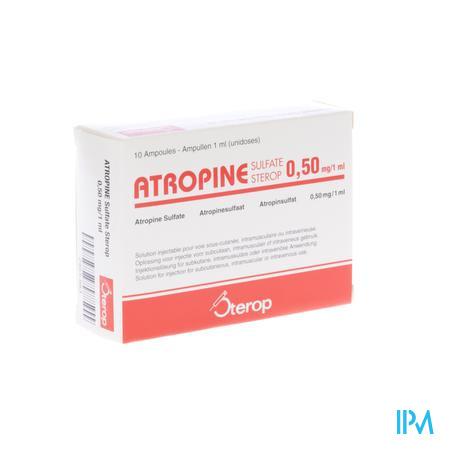 10 Ampoules - Ampullen 1 ml (unidoses)
ATROPINE SULFATE STEROP 0,50 mg/1 ml
Atropine Sulfate Atropinesulfaat Atropinsulfat 0,50 mg/1 ml
Solution injectable pour voie sous-cutanée, intramusculaire ou intraveineuse.
Oplossing voor injectie voor subcutaan, intramusculair of intraveneus gebruik.
Injektionslösung für subkutane, intramuskuläre oder intravenöse Anwendung
Solution for injection for subcutaneous, intramuscular or intravenous use.
Sterop
ATROPINE Sulfate Sterop
0,50 mg/1 ml
Sterop
IPM